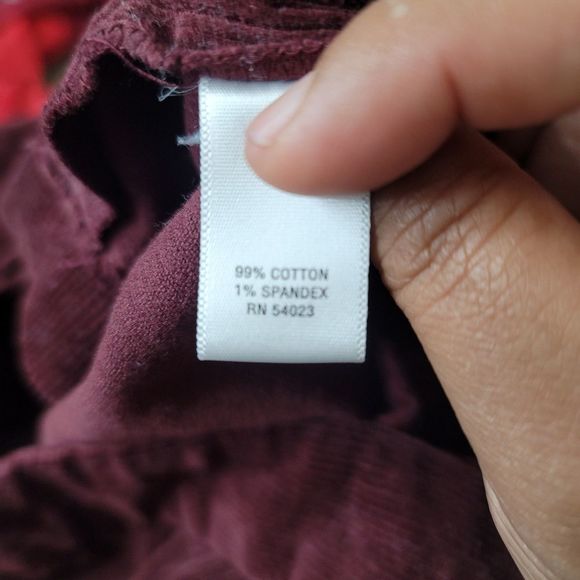 99% COTTON
1% SPANDEX
RN 54023